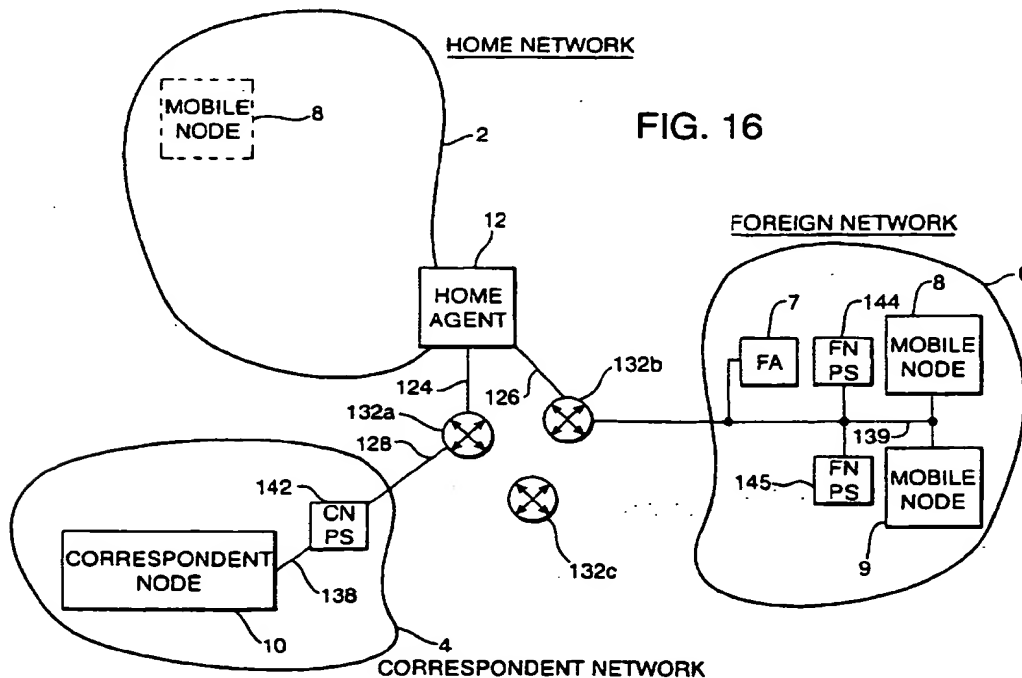 HOME NETWORK
MOBILE
NODE
8
2
FIG. 16
12
HOME
AGENT
FOREIGN NETWORK
6
7
FA
144
FN
PS
8
MOBILE
NODE
124
126
132b
132a
128
139
145
FN
PS
MOBILE
NODE
9
142
CN
PS
CORRESPONDENT
NODE
138
10
132c
4
CORRESPONDENT NETWORK